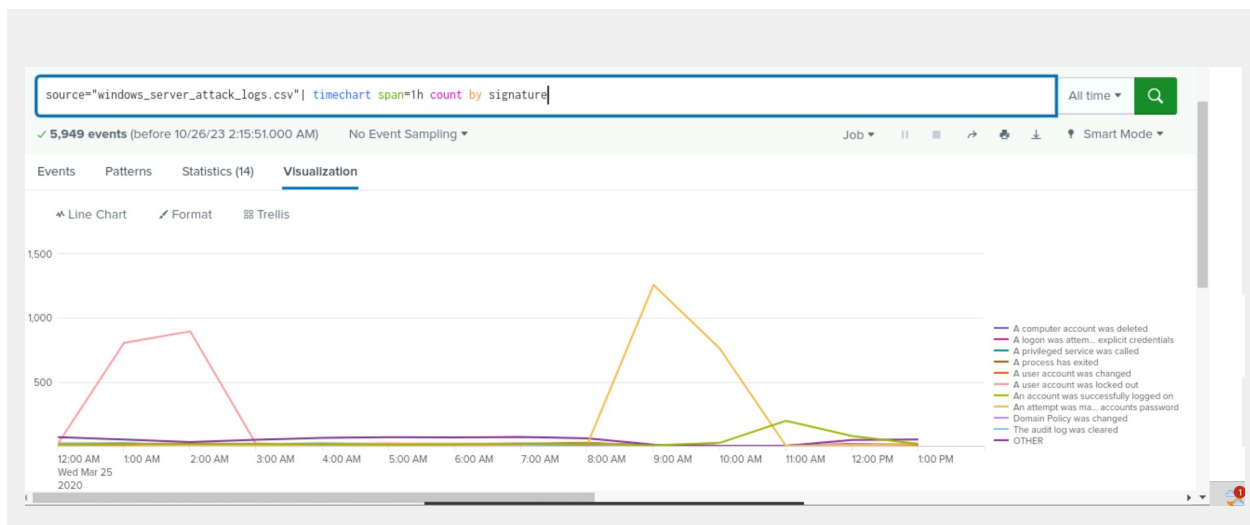 source="windows_server_attack_logs.csv"| timechart span=1h count by signature
All time
5,949 events (before 10/26/23 2:15:51.000 AM)
No Event Sampling
Job
Smart Mode
Events
Patterns
Statistics (14)
Visualization
Line Chart
Format
Trellis
1,500
1,000
500
A computer account was deleted
A logon was attem... explicit credentials
A privileged service was called
A process has exited
A user account was changed
A user account was locked out
An account was successfully logged on
An attempt was ma... accounts password
Domain Policy was changed
The audit log was cleared
OTHER
12:00 AM 1:00 AM 2:00 AM 3:00 AM 4:00 AM 5:00 AM 6:00 AM 7:00 AM 8:00 AM 9:00 AM 10:00 AM 11:00 AM 12:00 PM 1:00 PM
Wed Mar 25
2020
1